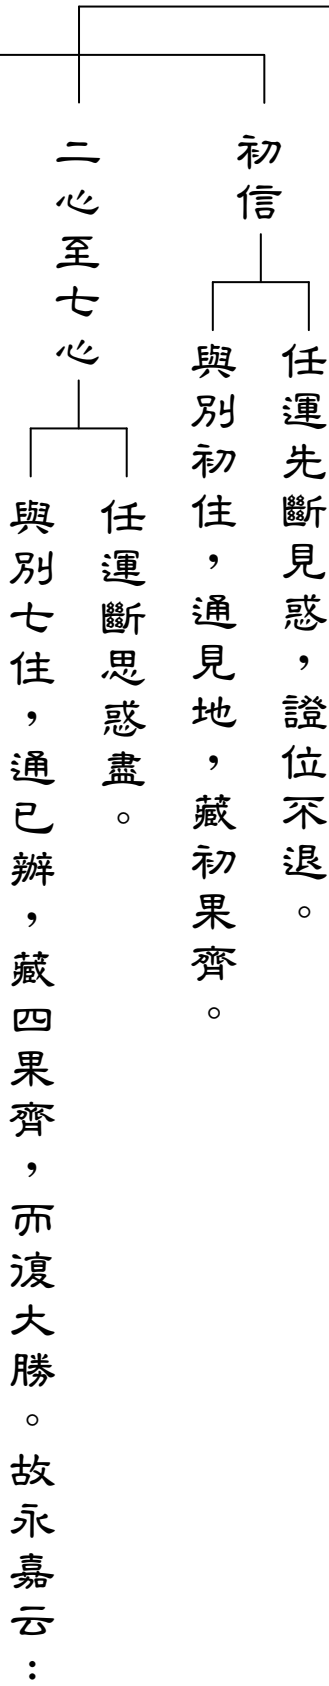 初信
任運先斷見惑，證位不退。
與別初住，通見地，藏初果齊。
二心至七心
任運斷思惑盡。
與別七住，通已辦，藏四果齊，而復大勝。故永嘉云：